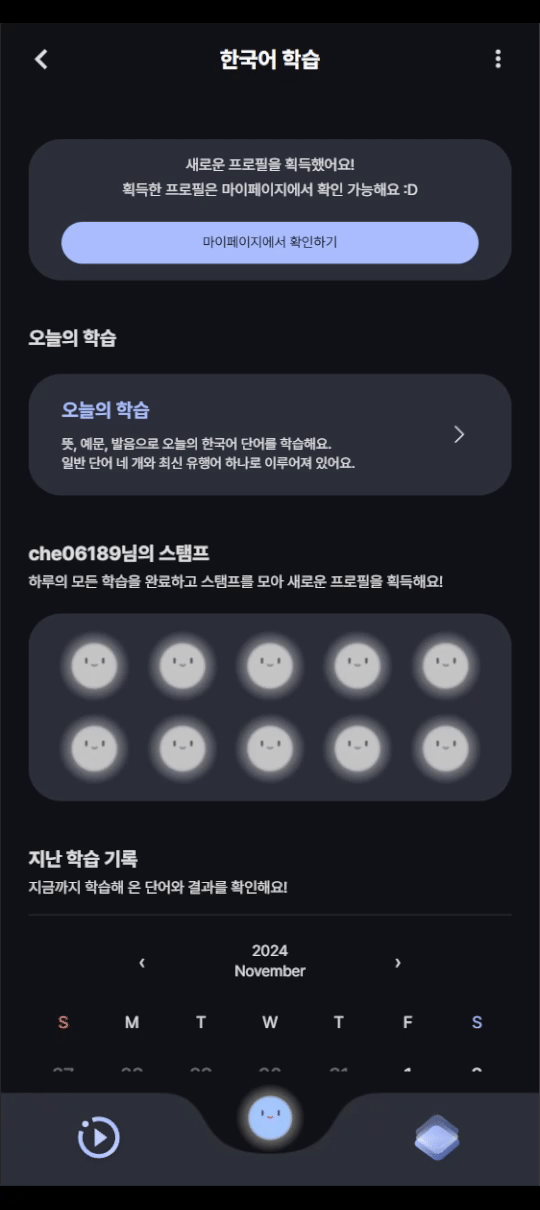 한국어 학습
새로운 프로필을 획득했어요!
획득한 프로필은 마이페이지에서 확인 가능해요 :D
마이페이지에서 확인하기
오늘의 학습
오늘의 학습
뜻, 예문, 발음으로 오늘의 한국어 단어를 학습해요.
일반 단어 네 개와 최신 유행어 하나로 이루어져 있어요.
che06189님의 스탬프
하루의 모든 학습을 완료하고 스탬프를 모아 새로운 프로필을 획득해요!
지난 학습 기록
지금까지 학습해 온 단어와 결과를 확인해요!
‹ 2024 ›
November
S M T W T F S